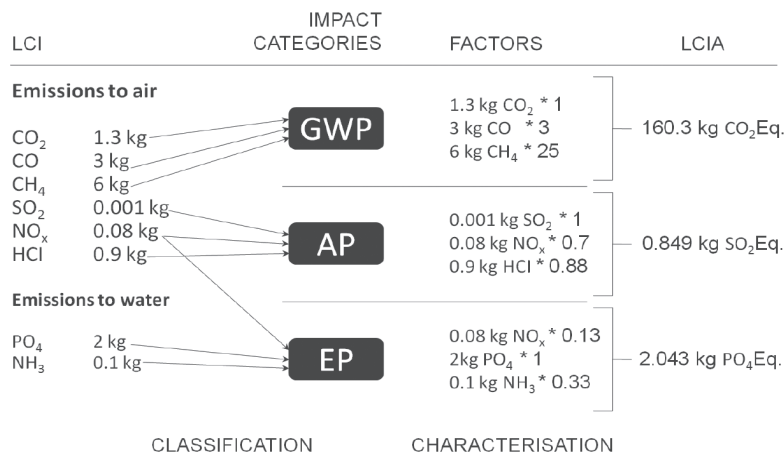 LCI IMPACT CATEGORIES FACTORS LCIA
Emissions to air
CO₂ 1.3 kg
CO 3 kg
CH₄ 6 kg
SO₂ 0.001 kg
NOₓ 0.08 kg
HCl 0.9 kg
Emissions to water
PO₄ 2 kg
NH₃ 0.1 kg
GWP
1.3 kg CO₂ * 1
3 kg CO * 3
6 kg CH₄ * 25
160.3 kg CO₂Eq.
AP
0.001 kg SO₂ * 1
0.08 kg NOₓ * 0.7
0.9 kg HCl * 0.88
0.849 kg SO₂Eq.
EP
0.08 kg NOₓ * 0.13
2kg PO₄ * 1
0.1 kg NH₃ * 0.33
2.043 kg PO₄Eq.
CLASSIFICATION CHARACTERISATION